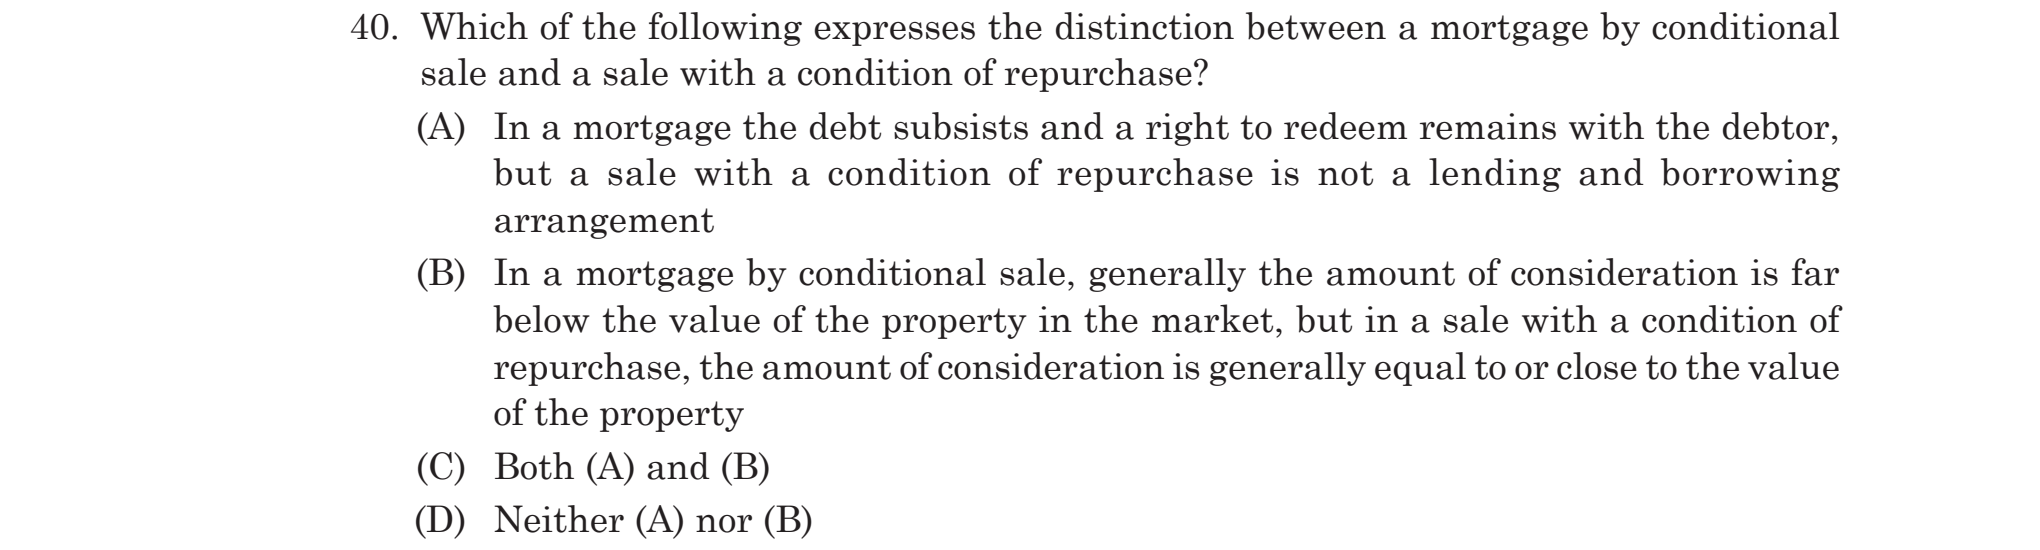 40. Which of the following expresses the distinction between a mortgage by conditional
sale and a sale with a condition of repurchase?
(A) In a mortgage the debt subsists and a right to redeem remains with the debtor,
but a sale with a condition of repurchase is not a lending and borrowing
arrangement
(B) In a mortgage by conditional sale, generally the amount of consideration is far
below the value of the property in the market, but in a sale with a condition of
repurchase, the amount of consideration is generally equal to or close to the value
of the property
(C) Both (A) and (B)
(D) Neither (A) nor (B)